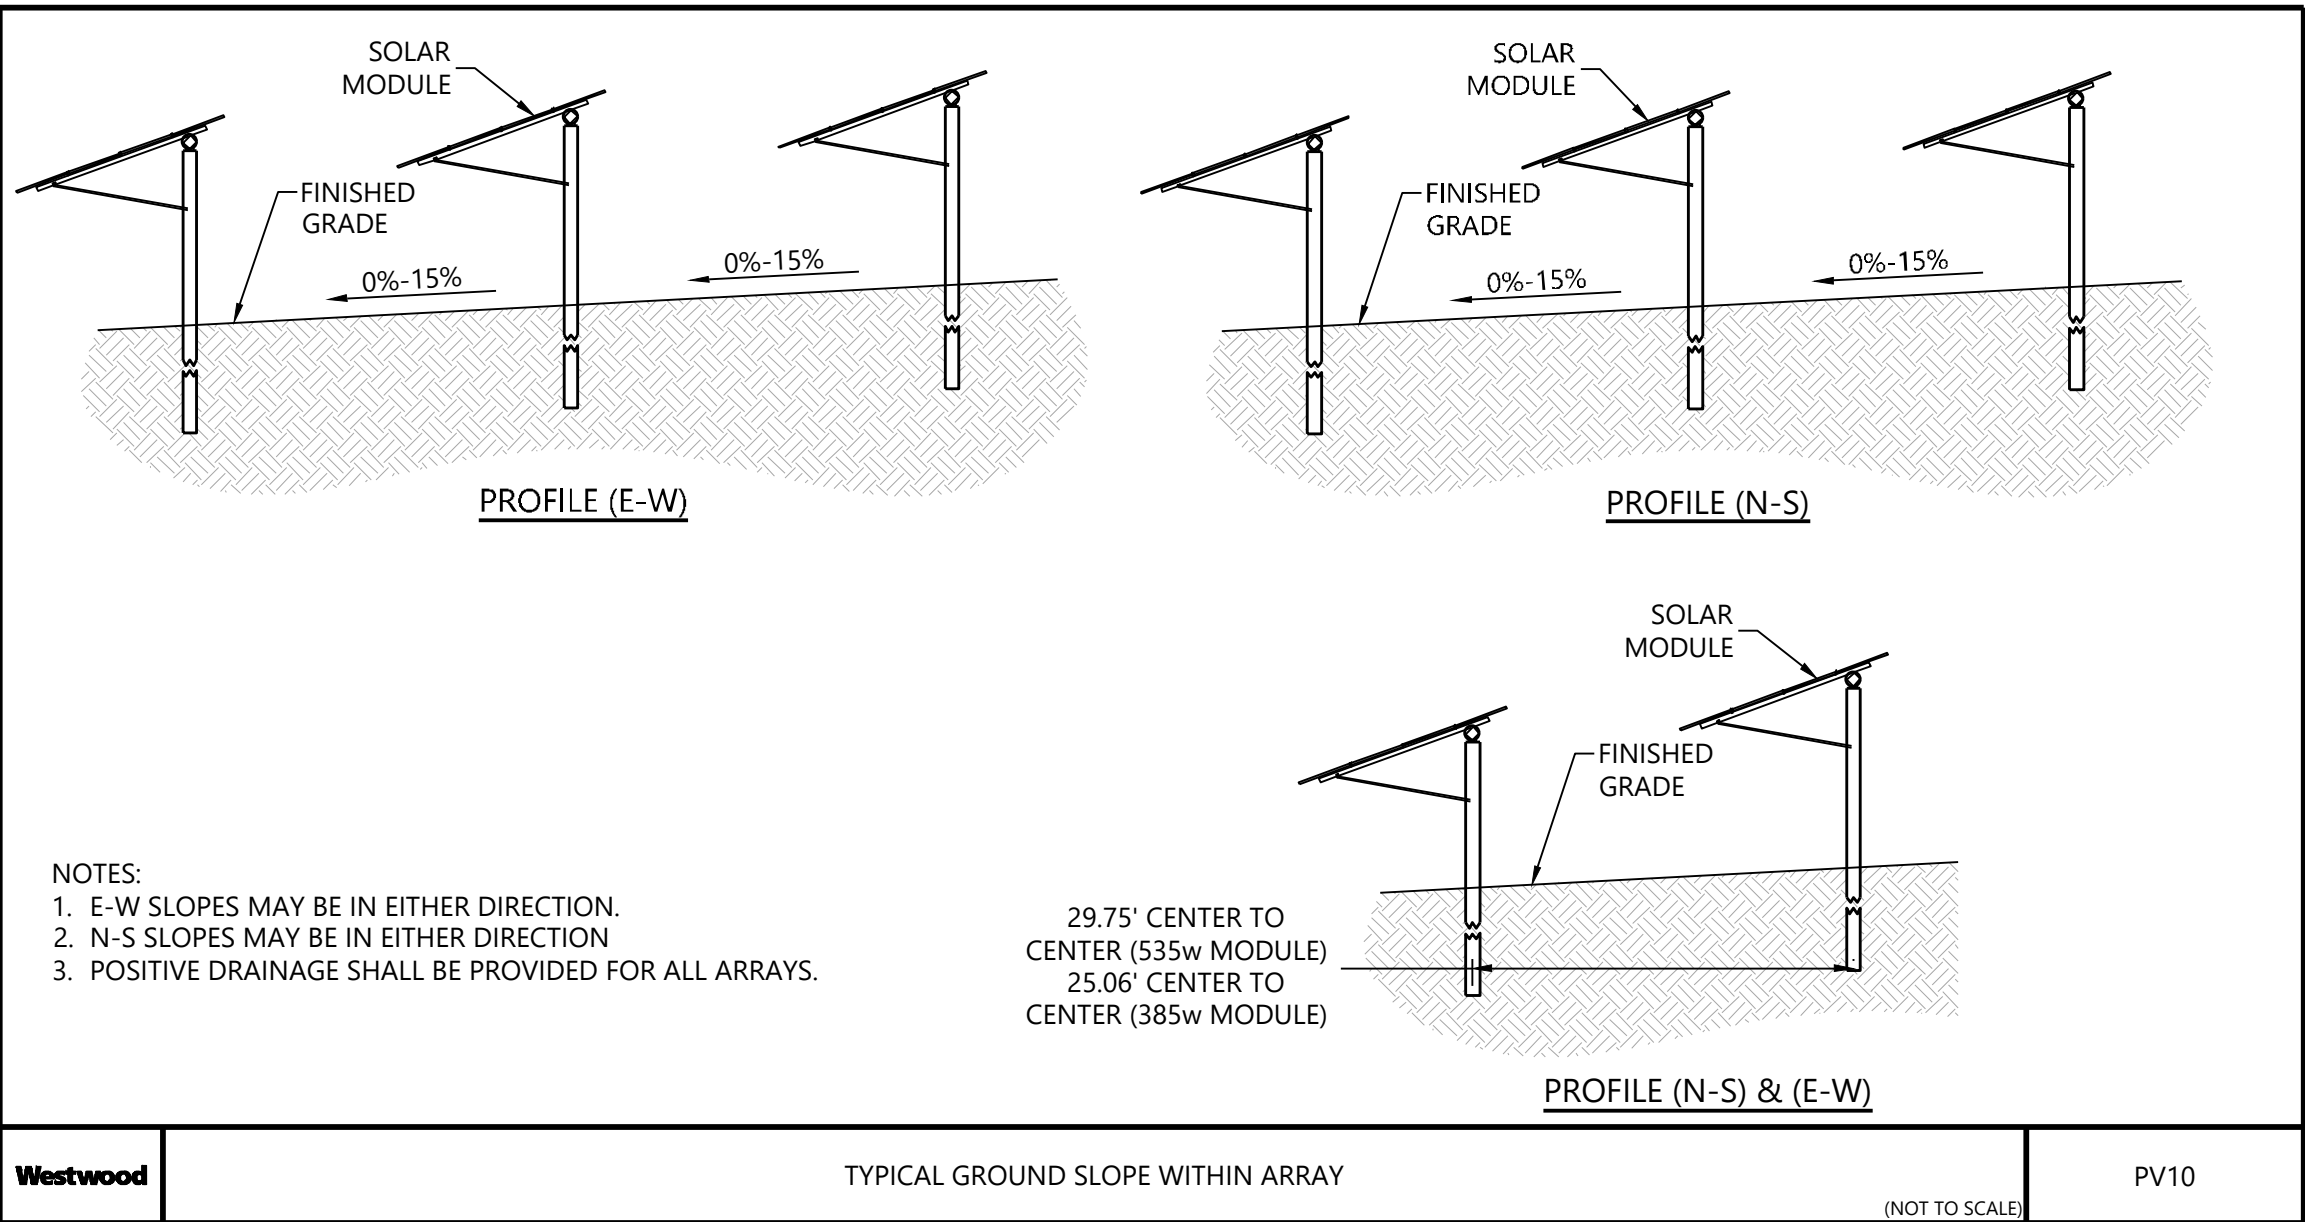 SOLAR
MODULE
FINISHED
GRADE
0%-15%
0%-15%
PROFILE (E-W)
SOLAR
MODULE
FINISHED
GRADE
0%-15%
0%-15%
PROFILE (N-S)
SOLAR
MODULE
FINISHED
GRADE
29.75' CENTER TO
CENTER (535w MODULE)
25.06' CENTER TO
CENTER (385w MODULE)
PROFILE (N-S) & (E-W)
NOTES:
1. E-W SLOPES MAY BE IN EITHER DIRECTION.
2. N-S SLOPES MAY BE IN EITHER DIRECTION
3. POSITIVE DRAINAGE SHALL BE PROVIDED FOR ALL ARRAYS.
Westwood
TYPICAL GROUND SLOPE WITHIN ARRAY
(NOT TO SCALE)
PV10